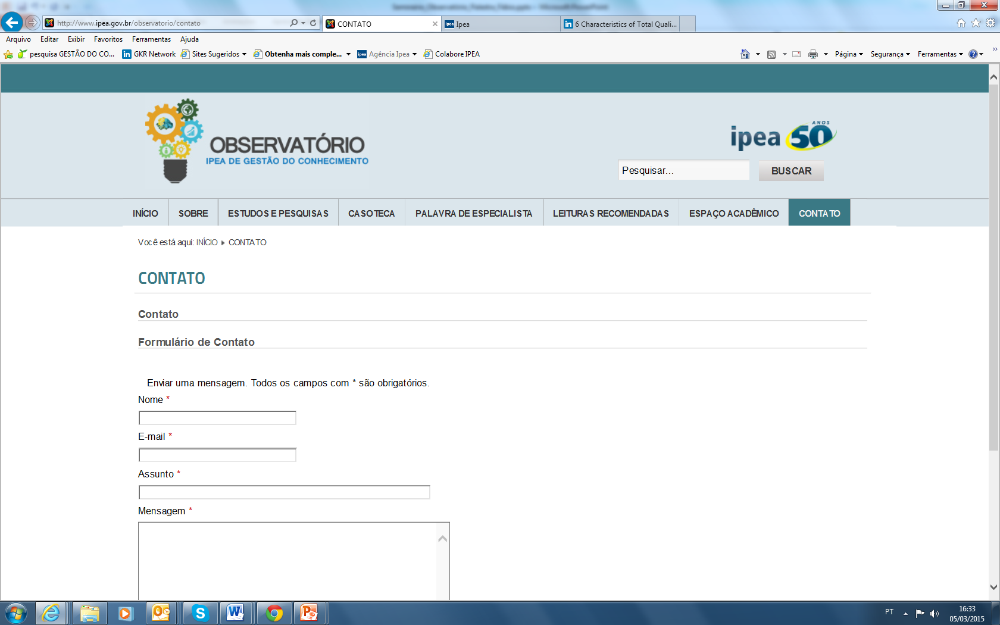 http://www.ipea.gov.br/observatorio/contato
CONTATO
ipea Ipea
in 6 Characteristics of Total Quali...
Arquivo Editar Exibir Favoritos Ferramentas Ajuda
pesquisa GESTÃO DO CO... in GKR Network Sites Sugeridos Obtenha mais comple... ipea Agência Ipea Colabore IPEA Página Segurança Ferramentas
OBSERVATÓRIO
IPEA DE GESTÃO DO CONHECIMENTO
ipea 50 ANOS
Pesquisar... BUSCAR
INÍCIO SOBRE ESTUDOS E PESQUISAS CASOTECA PALAVRA DE ESPECIALISTA LEITURAS RECOMENDADAS ESPAÇO ACADÊMICO CONTATO
Você está aqui: INÍCIO CONTATO
CONTATO
Contato
Formulário de Contato
Enviar uma mensagem. Todos os campos com * são obrigatórios.
Nome *
E-mail *
Assunto *
Mensagem *
PT 16:33
05/03/2015